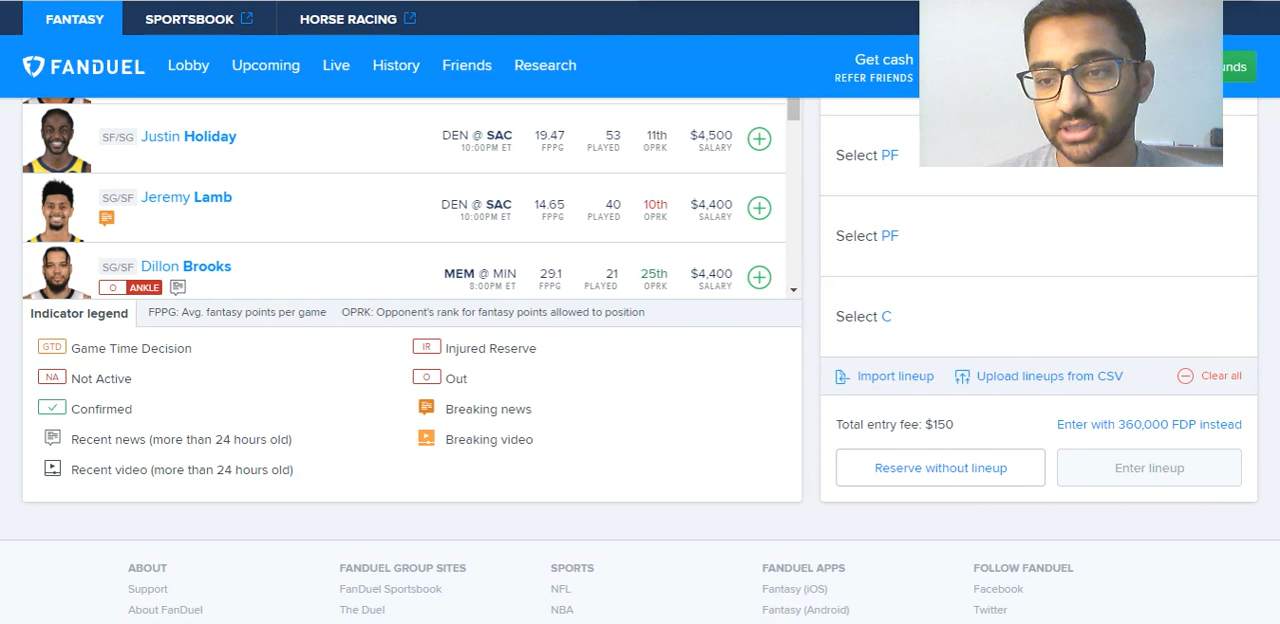 FANTASY
SPORTSBOOK
HORSE RACING
FANDUEL
Lobby
Upcoming
Live
History
Friends
Research
Get cash
REFER FRIENDS
SF/SG Justin Holiday
DEN @ SAC 19.47 53 11th $4,500
10:00PM ET FPPG PLAYED OPRK SALARY
SG/SF Jeremy Lamb
DEN @ SAC 14.65 40 10th $4,400
10:00PM ET FPPG PLAYED OPRK SALARY
SG/SF Dillon Brooks
O ANKLE
MEM @ MIN 29.1 21 25th $4,400
8:00PM ET FPPG PLAYED OPRK SALARY
Indicator legend
FPPG: Avg. fantasy points per game
OPRK: Opponent's rank for fantasy points allowed to position
GTD Game Time Decision
NA Not Active
Confirmed
Recent news (more than 24 hours old)
Recent video (more than 24 hours old)
IR Injured Reserve
O Out
Breaking news
Breaking video
Select PF
Select PF
Select C
Import lineup
Upload lineups from CSV
Clear all
Total entry fee: $150
Enter with 360,000 FDP instead
Reserve without lineup
Enter lineup
ABOUT
Support
About FanDuel
FANDUEL GROUP SITES
FanDuel Sportsbook
The Duel
SPORTS
NFL
NBA
FANDUEL APPS
Fantasy (iOS)
Fantasy (Android)
FOLLOW FANDUEL
Facebook
Twitter